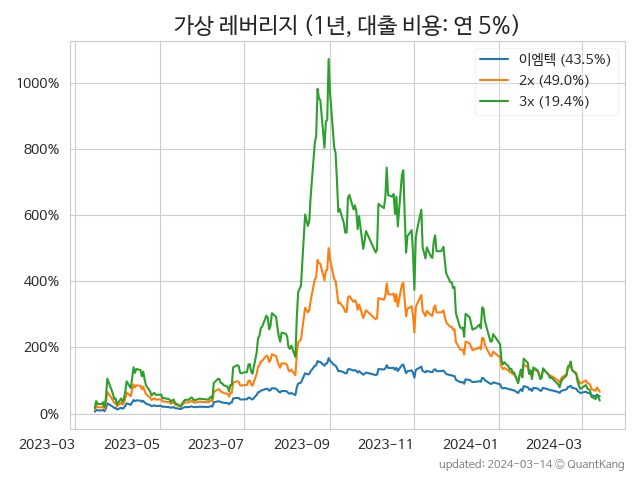 가상 레버리지 (1년, 대출 비용: 연 5%)
이엠텍 (43.5%)
2x (49.0%)
3x (19.4%)
1000%
800%
600%
400%
200%
0%
2023-03 2023-05 2023-07 2023-09 2023-11 2024-01 2024-03
updated: 2024-03-14 © QuantKang